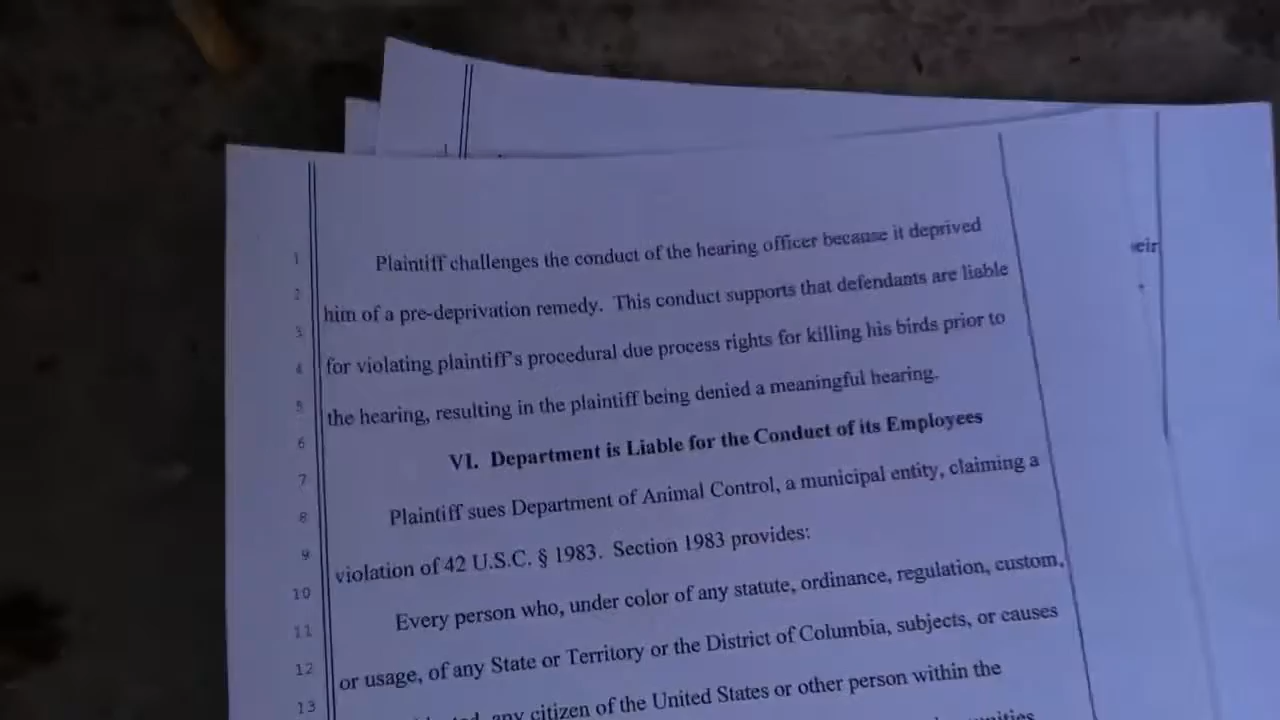 eir
1 Plaintiff challenges the conduct of the hearing officer because it deprived
2 him of a pre-deprivation remedy. This conduct supports that defendants are liable
3
4 for violating plaintiff's procedural due process rights for killing his birds prior to
5 the hearing, resulting in the plaintiff being denied a meaningful hearing.
6 VI. Department is Liable for the Conduct of its Employees
7
8 Plaintiff sues Department of Animal Control, a municipal entity, claiming a
9 violation of 42 U.S.C. § 1983. Section 1983 provides:
10
11 Every person who, under color of any statute, ordinance, regulation, custom,
12 or usage, of any State or Territory or the District of Columbia, subjects, or causes
13 any citizen of the United States or other person within the